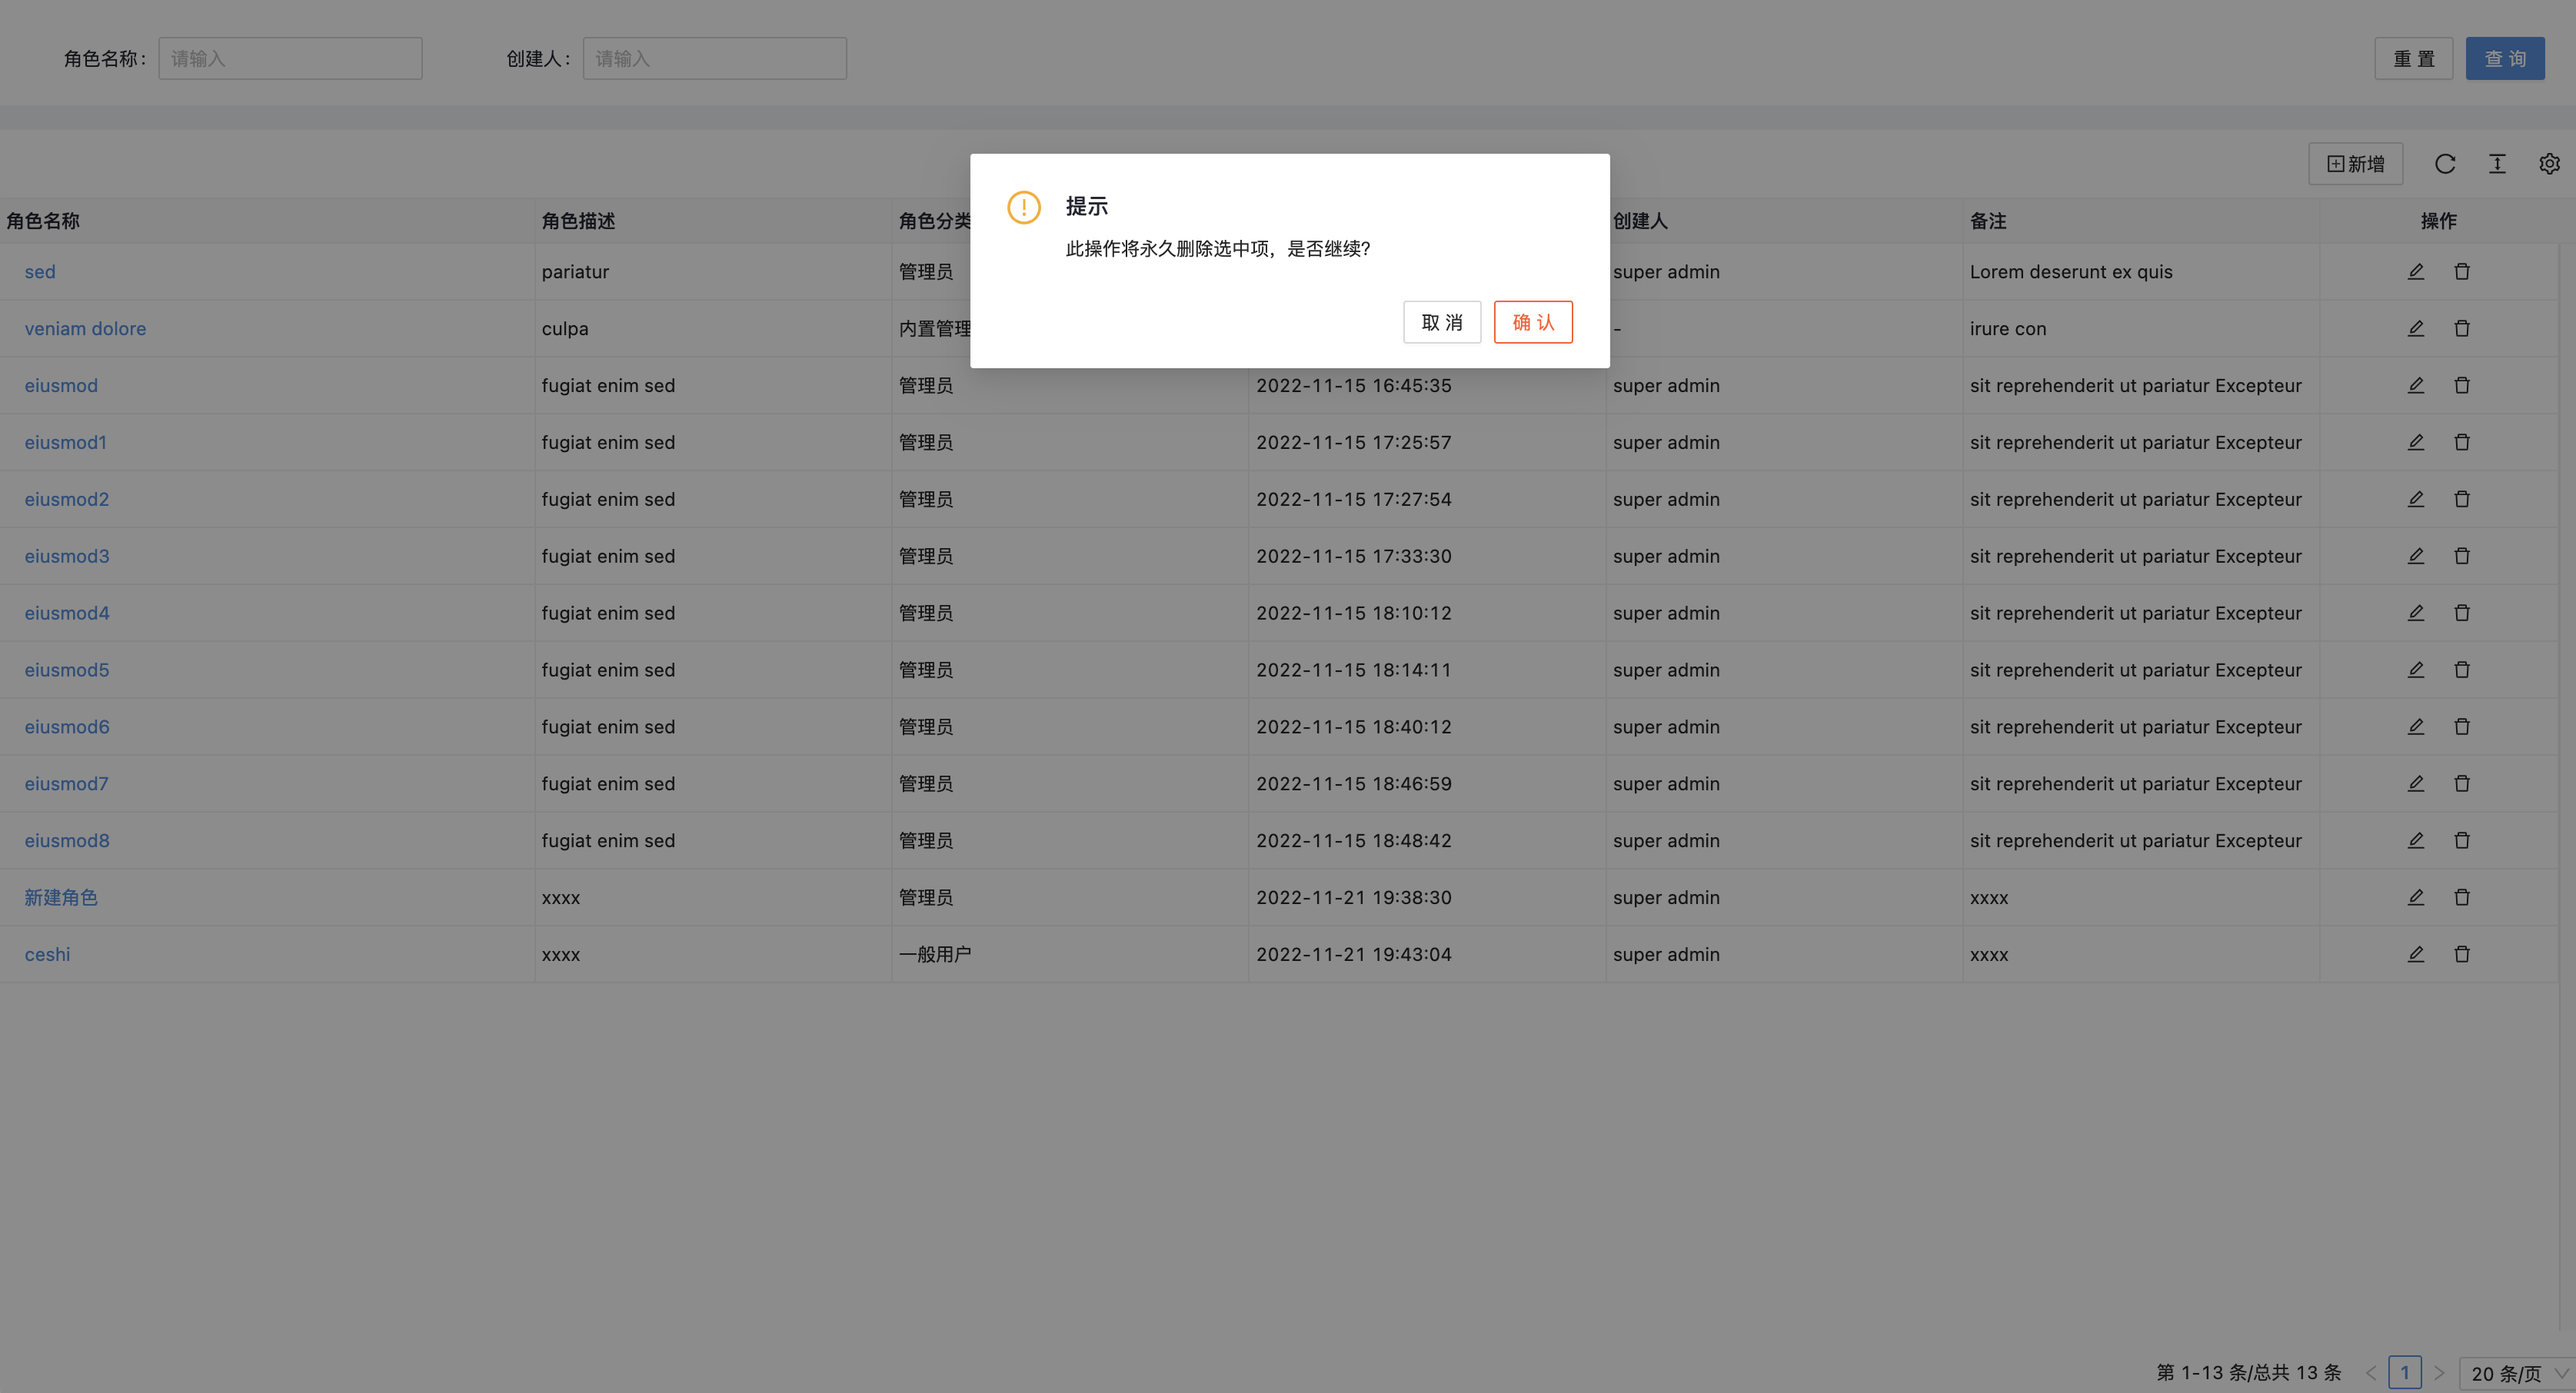 角色名称: 请输入 创建人: 请输入 重 置 查 询
新增
角色名称 角色描述 角色分类 创建人 备注 操作
提示
此操作将永久删除选中项，是否继续?
取 消 确 认
sed pariatur 管理员 super admin Lorem deserunt ex quis
veniam dolore culpa 内置管理 - irure con
eiusmod fugiat enim sed 管理员 2022-11-15 16:45:35 super admin sit reprehenderit ut pariatur Excepteur
eiusmod1 fugiat enim sed 管理员 2022-11-15 17:25:57 super admin sit reprehenderit ut pariatur Excepteur
eiusmod2 fugiat enim sed 管理员 2022-11-15 17:27:54 super admin sit reprehenderit ut pariatur Excepteur
eiusmod3 fugiat enim sed 管理员 2022-11-15 17:33:30 super admin sit reprehenderit ut pariatur Excepteur
eiusmod4 fugiat enim sed 管理员 2022-11-15 18:10:12 super admin sit reprehenderit ut pariatur Excepteur
eiusmod5 fugiat enim sed 管理员 2022-11-15 18:14:11 super admin sit reprehenderit ut pariatur Excepteur
eiusmod6 fugiat enim sed 管理员 2022-11-15 18:40:12 super admin sit reprehenderit ut pariatur Excepteur
eiusmod7 fugiat enim sed 管理员 2022-11-15 18:46:59 super admin sit reprehenderit ut pariatur Excepteur
eiusmod8 fugiat enim sed 管理员 2022-11-15 18:48:42 super admin sit reprehenderit ut pariatur Excepteur
新建角色 xxxx 管理员 2022-11-21 19:38:30 super admin xxxx
ceshi xxxx 一般用户 2022-11-21 19:43:04 super admin xxxx
第 1-13 条/总共 13 条 < 1 > 20 条/页